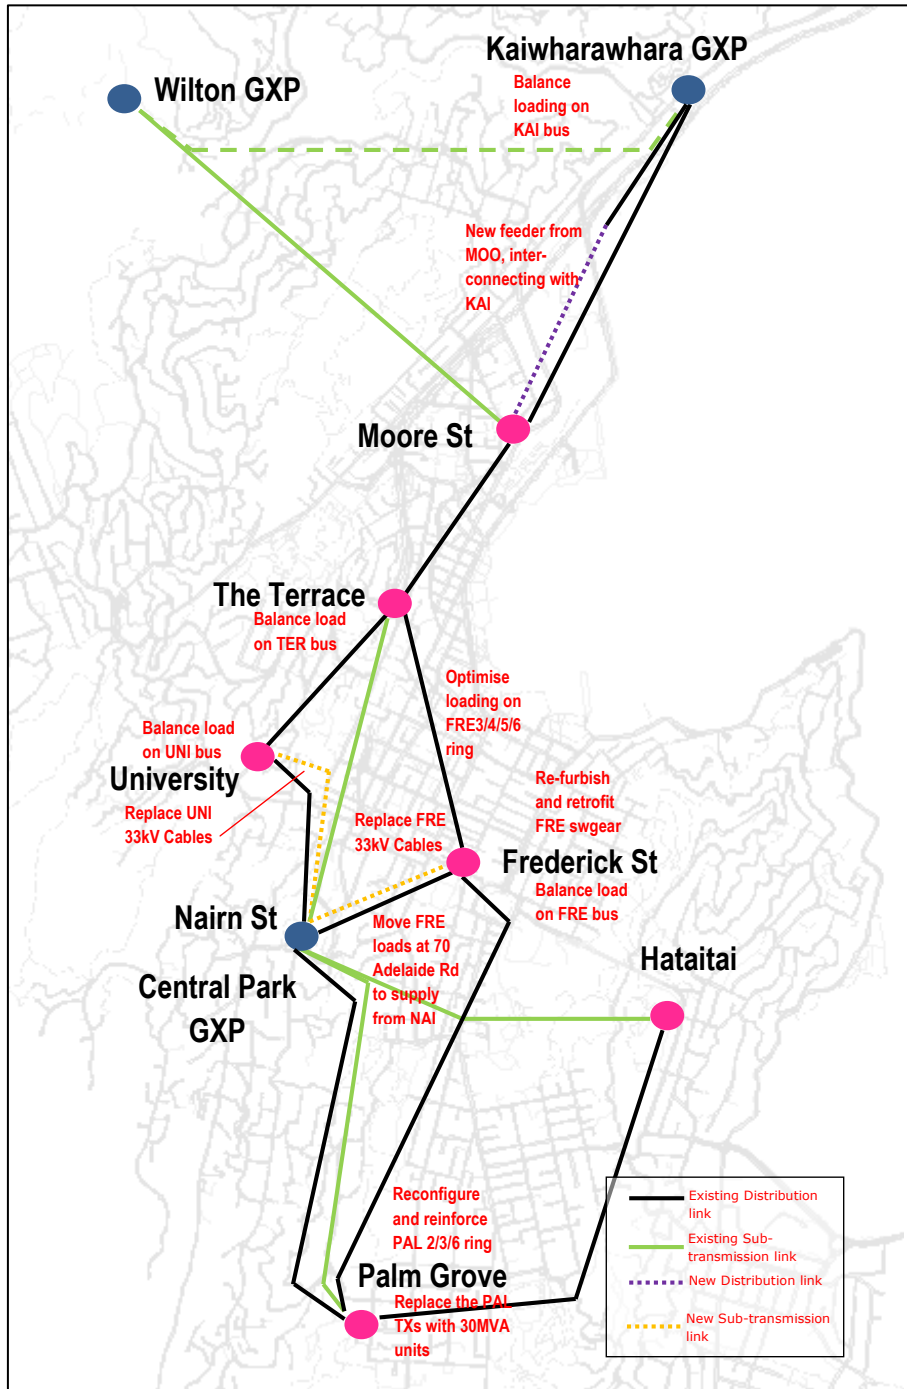 Kaiwharawhara GXP
Wilton GXP
Balance
loading on
KAI bus
New feeder from
MOO, inter-
connecting with
KAI
Moore St
The Terrace
Balance load
on TER bus
Optimise
loading on
FRE3/4/5/6
ring
Balance load
on UNI bus
University
Replace UNI
33kV Cables
Re-furbish
and retrofit
FRE swgear
Replace FRE
33kV Cables
Frederick St
Balance load
on FRE bus
Nairn St
Move FRE
loads at 70
Adelaide Rd
to supply
from NAI
Central Park
GXP
Hataitai
Reconfigure
and reinforce
PAL 2/3/6 ring
Palm Grove
Replace the PAL
TXs with 30MVA
units
Existing Distribution
link
Existing Sub-
transmission link
New Distribution link
New Sub-transmission
link